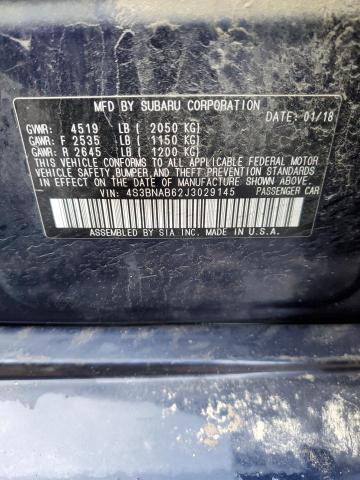 MFD BY SUBARU CORPORATION
DATE: 01/18
GVWR: 4519 LB ( 2050 KG)
GAWR: F 2535 LB ( 1150 KG)
GAWR: R 2645 LB ( 1200 KG)
THIS VEHICLE CONFORMS TO ALL APPLICABLE FEDERAL MOTOR
VEHICLE SAFETY,BUMPER,AND THEFT PREVENTION STANDARDS
IN EFFECT ON THE DATE OF MANUFACTURE SHOWN ABOVE.
VIN: 4S3BNAB62J3029145 PASSENGER CAR
ASSEMBLED BY SIA INC. MADE IN U.S.A.